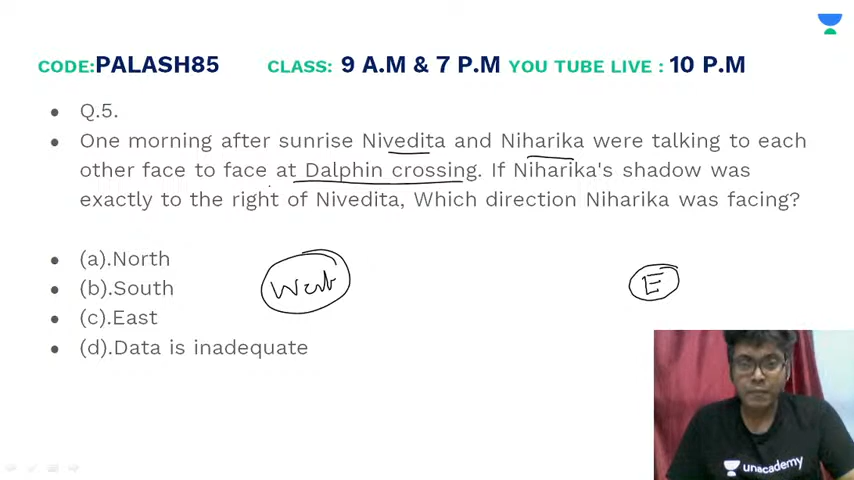 CODE:PALASH85 CLASS: 9 A.M & 7 P.M YOU TUBE LIVE : 10 P.M
• Q.5.
• One morning after sunrise Nivedita and Niharika were talking to each
other face to face at Dalphin crossing. If Niharika's shadow was
exactly to the right of Nivedita, Which direction Niharika was facing?
• (a).North
• (b).South
• (c).East
• (d).Data is inadequate
West
E
unacademy